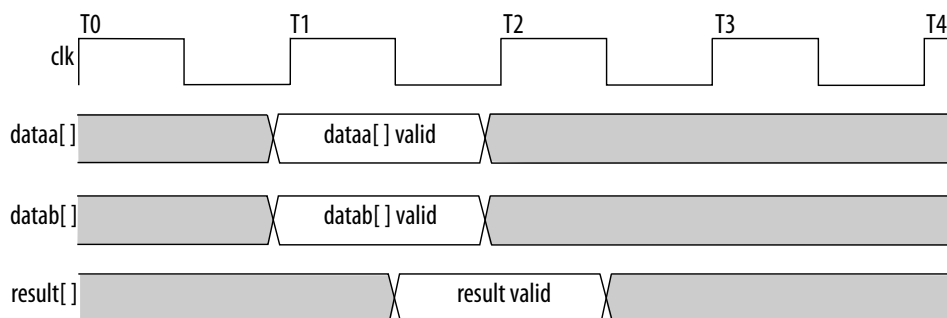 T0 T1 T2 T3 T4
clk
dataa[ ] dataa[ ] valid
datab[ ] datab[ ] valid
result[ ] result valid